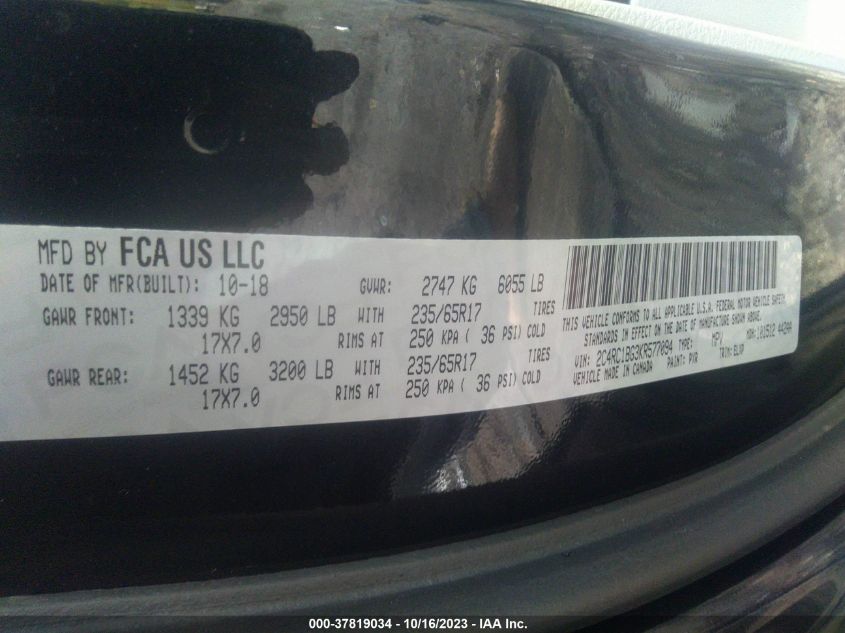 MFD BY FCA US LLC
DATE OF MFR(BUILT): 10-18 GVWR: 2747 KG 6055 LB
GAWR FRONT: 1339 KG 2950 LB WITH 235/65R17 TIRES
17X7.0 RIMS AT 250 KPA ( 36 PSI) COLD
GAWR REAR: 1452 KG 3200 LB WITH 235/65R17 TIRES
17X7.0 RIMS AT 250 KPA ( 36 PSI) COLD
THIS VEHICLE CONFORMS TO ALL APPLICABLE U.S.A. FEDERAL MOTOR VEHICLE SAFETY,
STANDARDS IN EFFECT ON THE DATE OF MANUFACTURE SHOWN ABOVE.
VIN: 2C4RC1BG3KR577094 TYPE: MPV MDH: 101512 442AA
VEHICLE MADE IN CANADA PAINT: PXR TRIM:
000-37819034 - 10/16/2023 - IAA Inc.